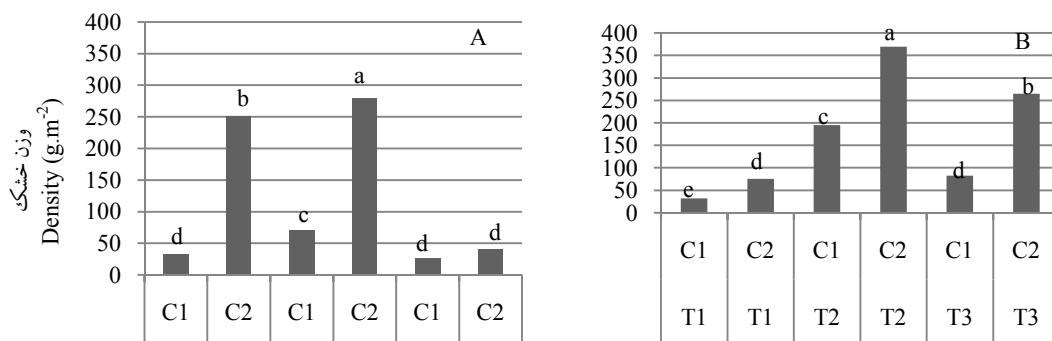 وزن خشک
Density (g.m-2)
400
350
300
250
200
150
100
50
0
A
d
b
c
a
d
d
C1 C2 C1 C2 C1 C2
400
350
300
250
200
150
100
50
0
B
e
d
c
a
d
b
C1 C2 C1 C2 C1 C2
T1 T1 T2 T2 T3 T3